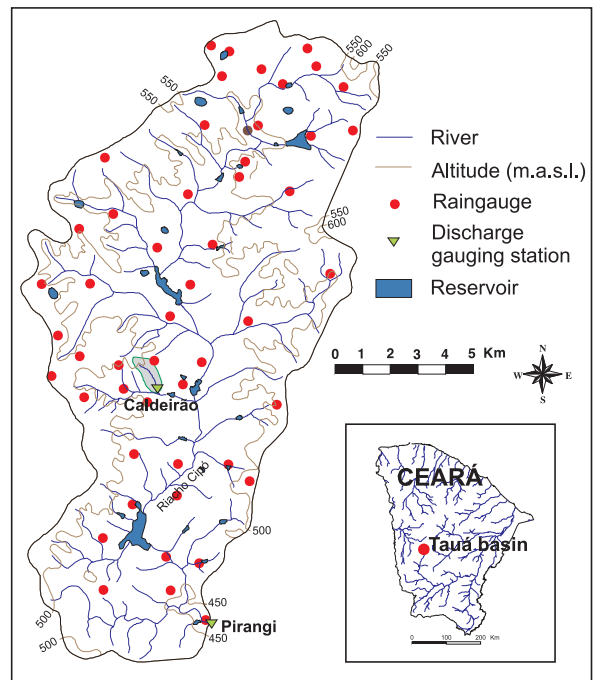 550
600
550
550
550
River
Altitude (m.a.s.l.)
Raingauge
Discharge
gauging station
Reservoir
550
600
0 1 2 3 4 5 Km
N
W E
S
Caldeirão
Riacho Cipó
500
CEARÁ
Tauá basin
450
500
500
450
Pirangi
Km
0 100 200